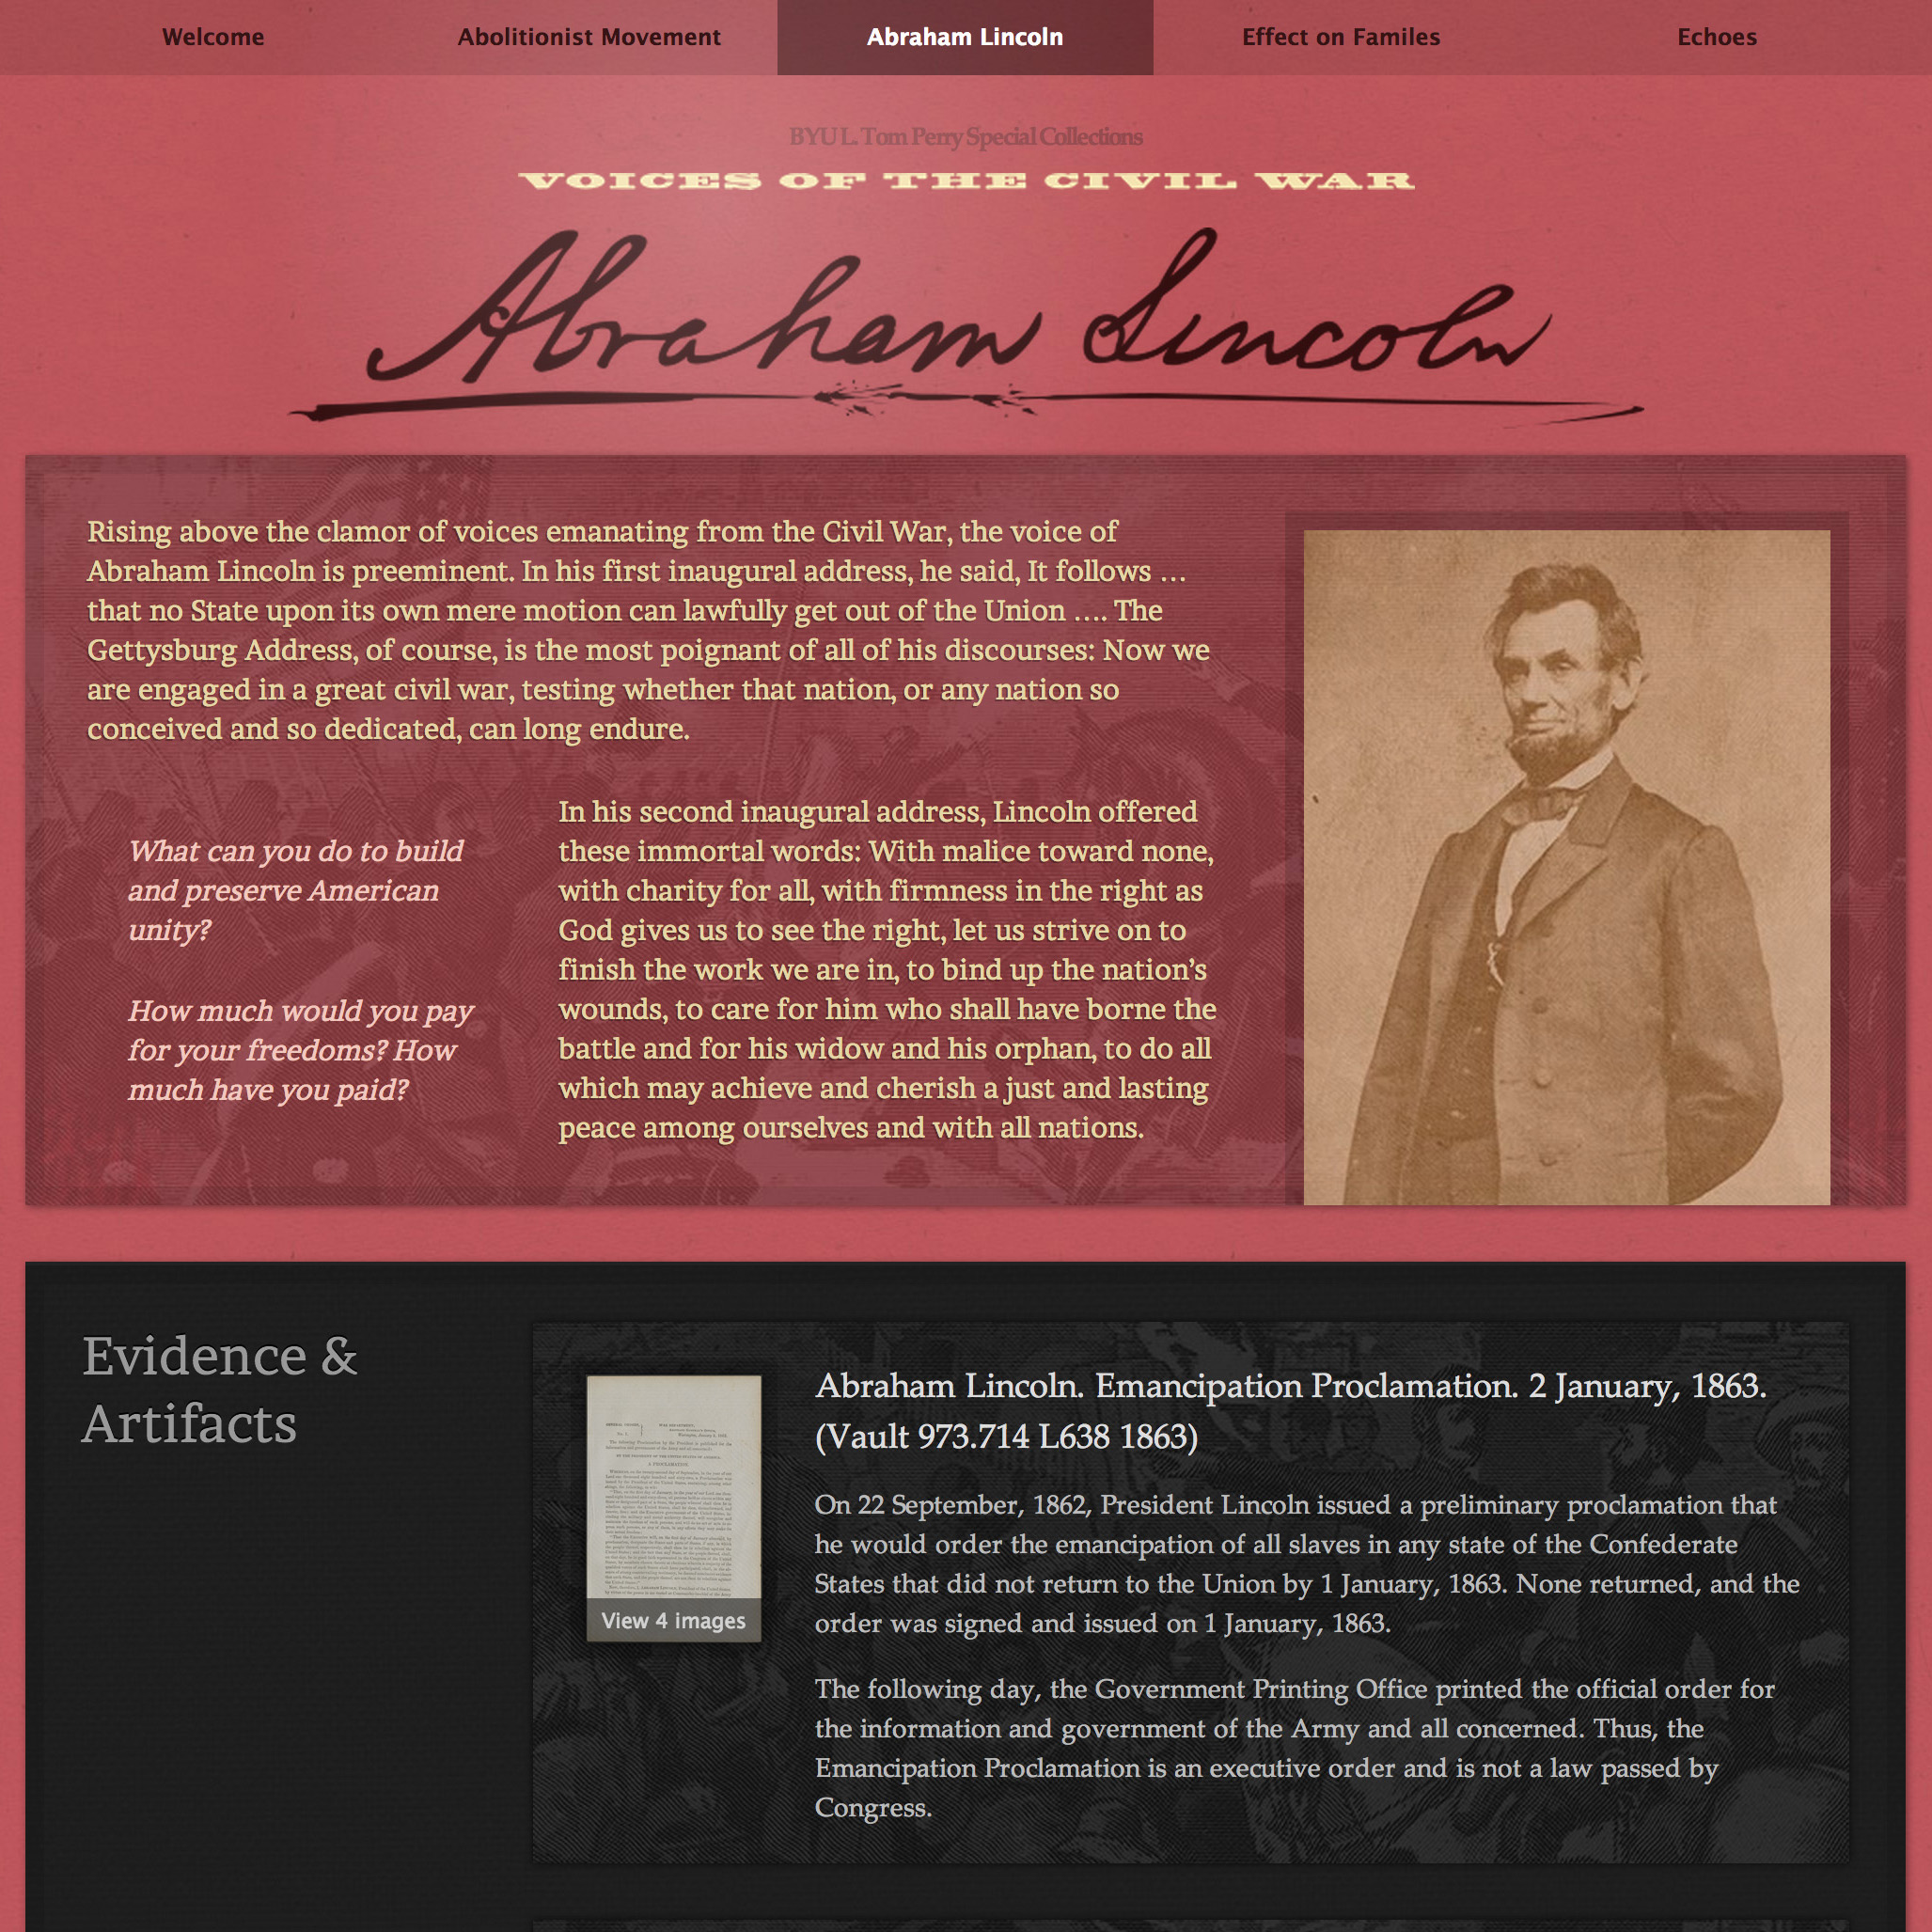 Welcome
Abolitionist Movement
Abraham Lincoln
Effect on Familes
Echoes
BYU L. Tom Perry Special Collections
VOICES OF THE CIVIL WAR
Abraham Lincoln
Rising above the clamor of voices emanating from the Civil War, the voice of
Abraham Lincoln is preeminent. In his first inaugural address, he said, It follows …
that no State upon its own mere motion can lawfully get out of the Union …. The
Gettysburg Address, of course, is the most poignant of all of his discourses: Now we
are engaged in a great civil war, testing whether that nation, or any nation so
conceived and so dedicated, can long endure.
What can you do to build
and preserve American
unity?
How much would you pay
for your freedoms? How
much have you paid?
In his second inaugural address, Lincoln offered
these immortal words: With malice toward none,
with charity for all, with firmness in the right as
God gives us to see the right, let us strive on to
finish the work we are in, to bind up the nation’s
wounds, to care for him who shall have borne the
battle and for his widow and his orphan, to do all
which may achieve and cherish a just and lasting
peace among ourselves and with all nations.
Evidence &
Artifacts
View 4 images
Abraham Lincoln. Emancipation Proclamation. 2 January, 1863.
(Vault 973.714 L638 1863)
On 22 September, 1862, President Lincoln issued a preliminary proclamation that
he would order the emancipation of all slaves in any state of the Confederate
States that did not return to the Union by 1 January, 1863. None returned, and the
order was signed and issued on 1 January, 1863.
The following day, the Government Printing Office printed the official order for
the information and government of the Army and all concerned. Thus, the
Emancipation Proclamation is an executive order and is not a law passed by
Congress.